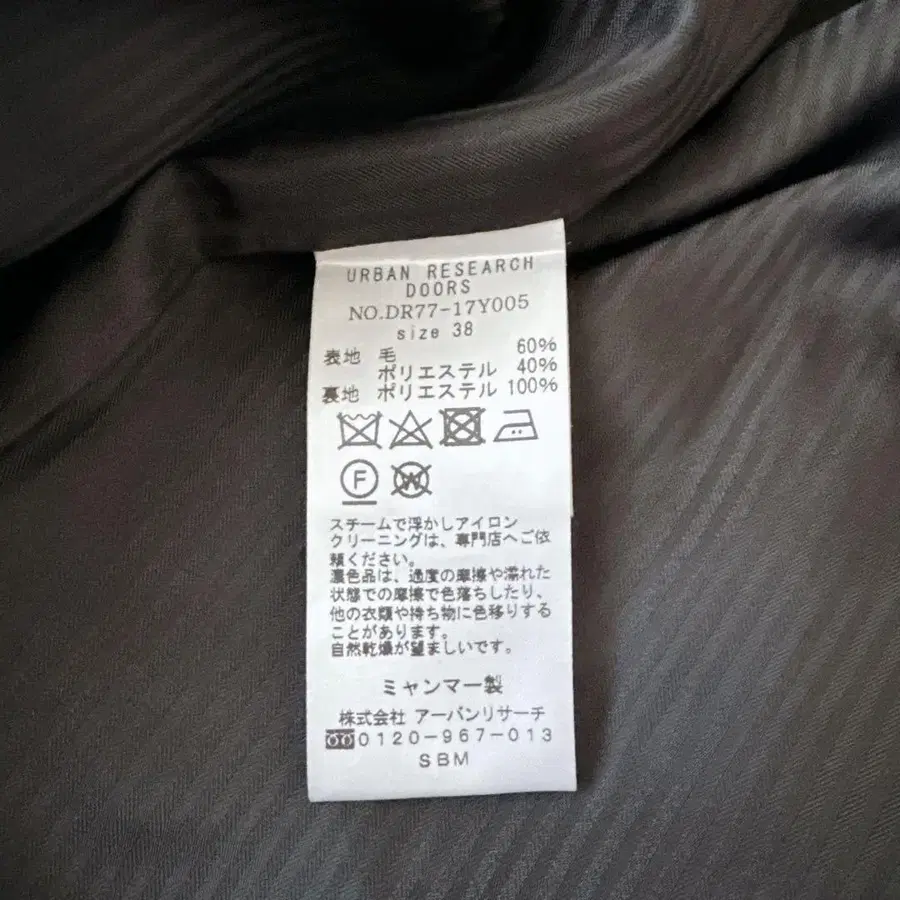 URBAN RESEARCH
DOORS
NO.DR77-17Y005
size 38
表地 毛 60%
ポリエステル 40%
裏地 ポリエステル 100%
F
W
スチームで浮かしアイロン
クリーニングは、専門店へご依
頼ください。
濃色品は、過度の摩擦や濡れた
状態での摩擦で色落ちしたり、
他の衣類や持ち物に色移りする
ことがあります。
自然乾燥が望ましいです。
ミャンマー製
株式会社 アーバンリサーチ
0120-967-013
SBM